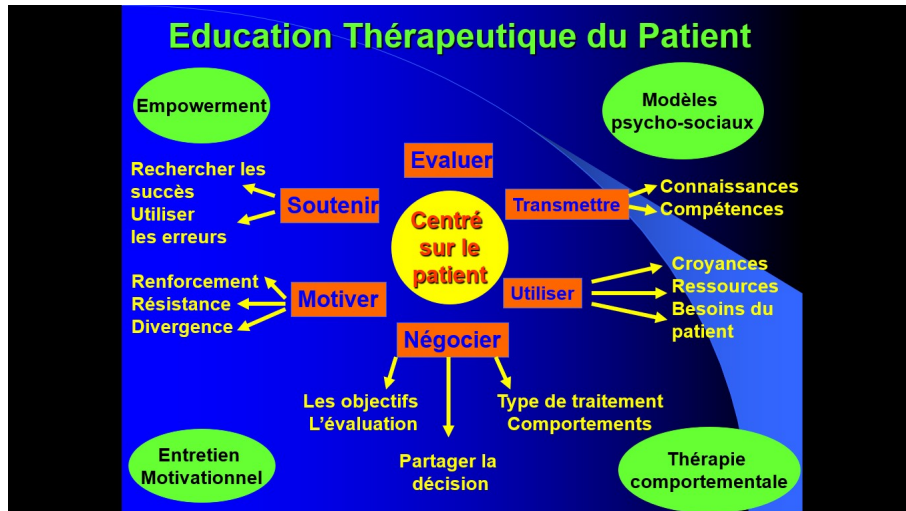 Education Thérapeutique du Patient
Empowerment
Modèles
psycho-sociaux
Evaluer
Rechercher les
succès
Utiliser
les erreurs
Soutenir
Centré
sur le
patient
Transmettre
Connaissances
Compétences
Renforcement
Résistance
Divergence
Motiver
Utiliser
Croyances
Ressources
Besoins du
patient
Négocier
Les objectifs
L'évaluation
Type de traitement
Comportements
Partager la
décision
Entretien
Motivationnel
Thérapie
comportementale